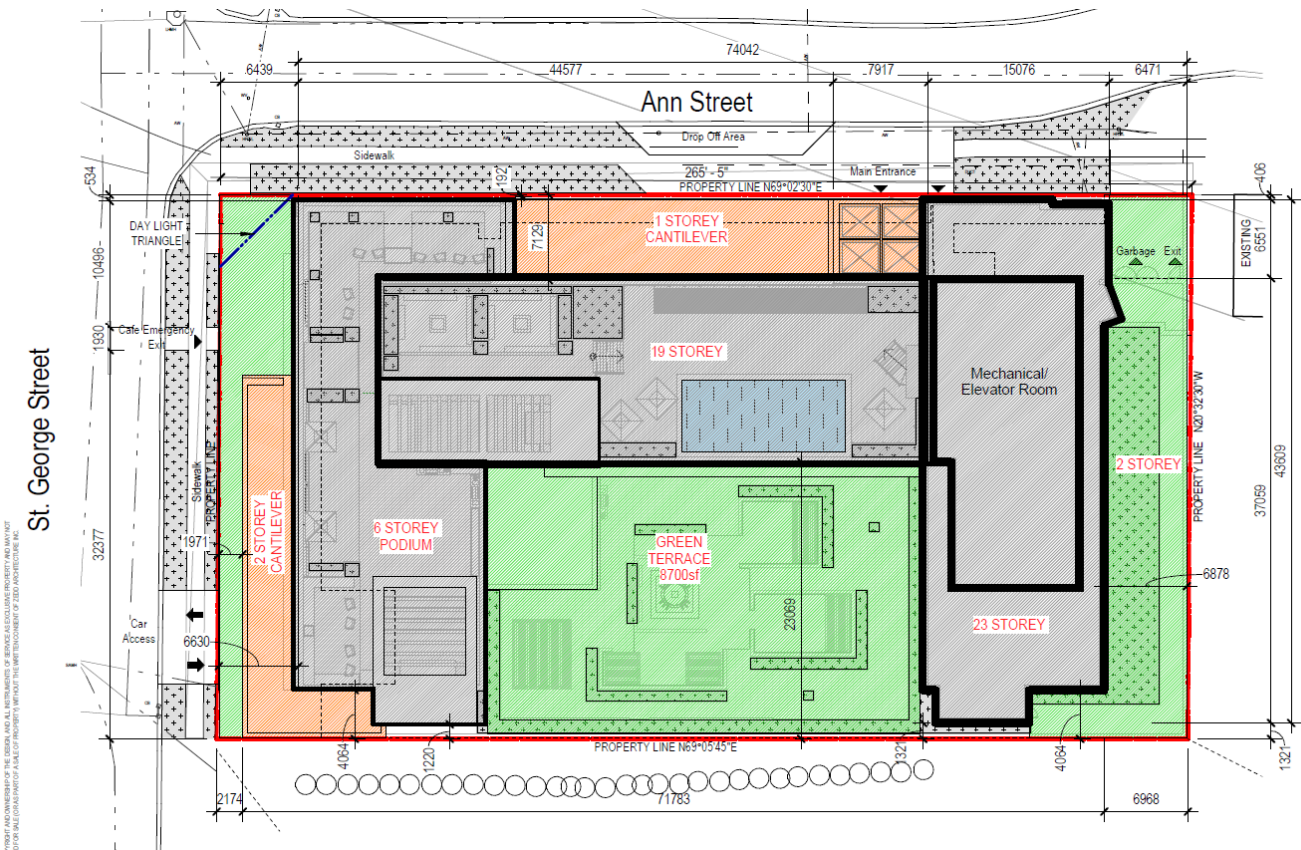 74042
6439
44577
7917
15076
6471
Ann Street
Drop Off Area
Sidewalk
265' - 5"
Main Entrance
PROPERTY LINE N69°02'30"E
534
192
406
DAY LIGHT
TRIANGLE
1 STOREY
CANTILEVER
7129
Garbage Exit
EXISTING
6551
10496
1930
Cafe Emergency
Exit
19 STOREY
Mechanical/
Elevator Room
St. George Street
Sidewalk
PROPERTY LINE
PROPERTY LINE N20°32'30"W
2 STOREY
43609
37059
32377
1971
2 STOREY
CANTILEVER
6 STOREY
PODIUM
GREEN
TERRACE
8700sf
23069
6878
'Car
Access
6630
23 STOREY
4064
1220
PROPERTY LINE N69°05'45"E
1321
4064
1321
2174
71783
6968